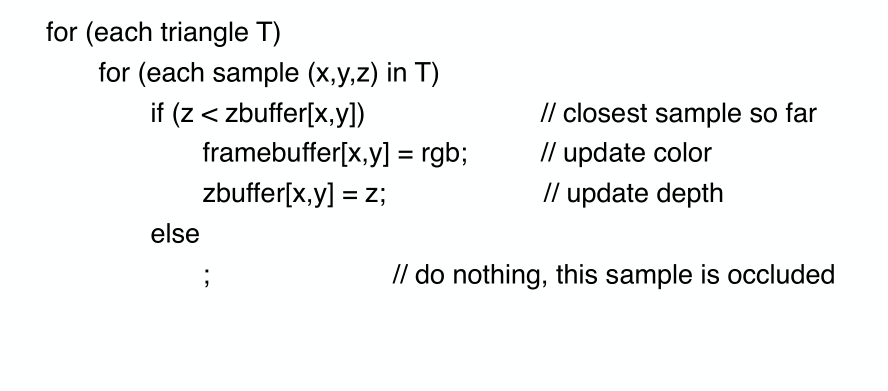 for (each triangle T)
for (each sample (x,y,z) in T)
if (z < zbuffer[x,y]) // closest sample so far
framebuffer[x,y] = rgb; // update color
zbuffer[x,y] = z; // update depth
else
; // do nothing, this sample is occluded